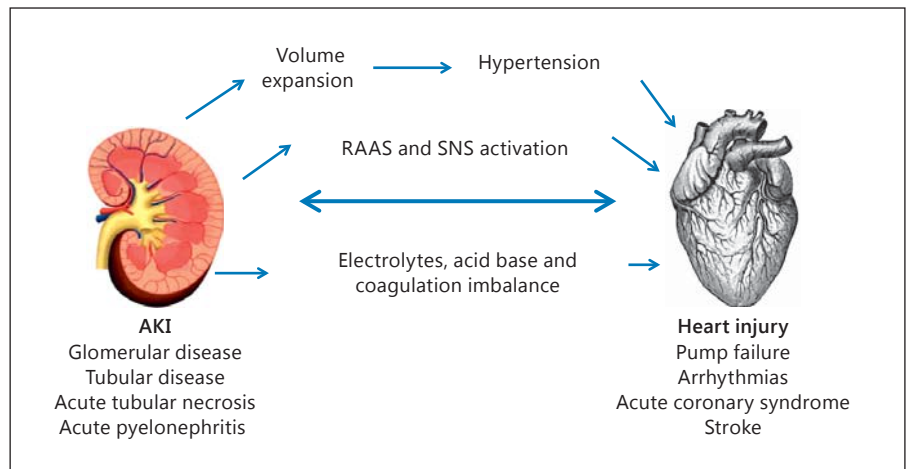 Volume
expansion
Hypertension
RAAS and SNS activation
Electrolytes, acid base and
coagulation imbalance
AKI
Glomerular disease
Tubular disease
Acute tubular necrosis
Acute pyelonephritis
Heart injury
Pump failure
Arrhythmias
Acute coronary syndrome
Stroke